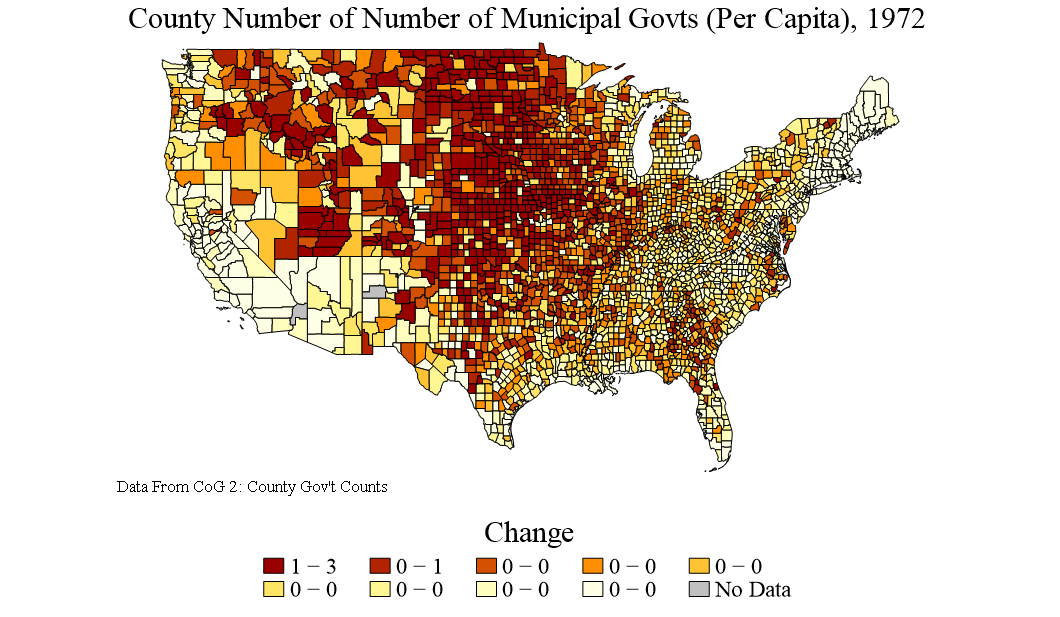 County Number of Number of Municipal Govts (Per Capita), 1972
Data From CoG 2: County Gov't Counts
Change
1 − 3 0 − 1 0 − 0 0 − 0 0 − 0
0 − 0 0 − 0 0 − 0 0 − 0 No Data